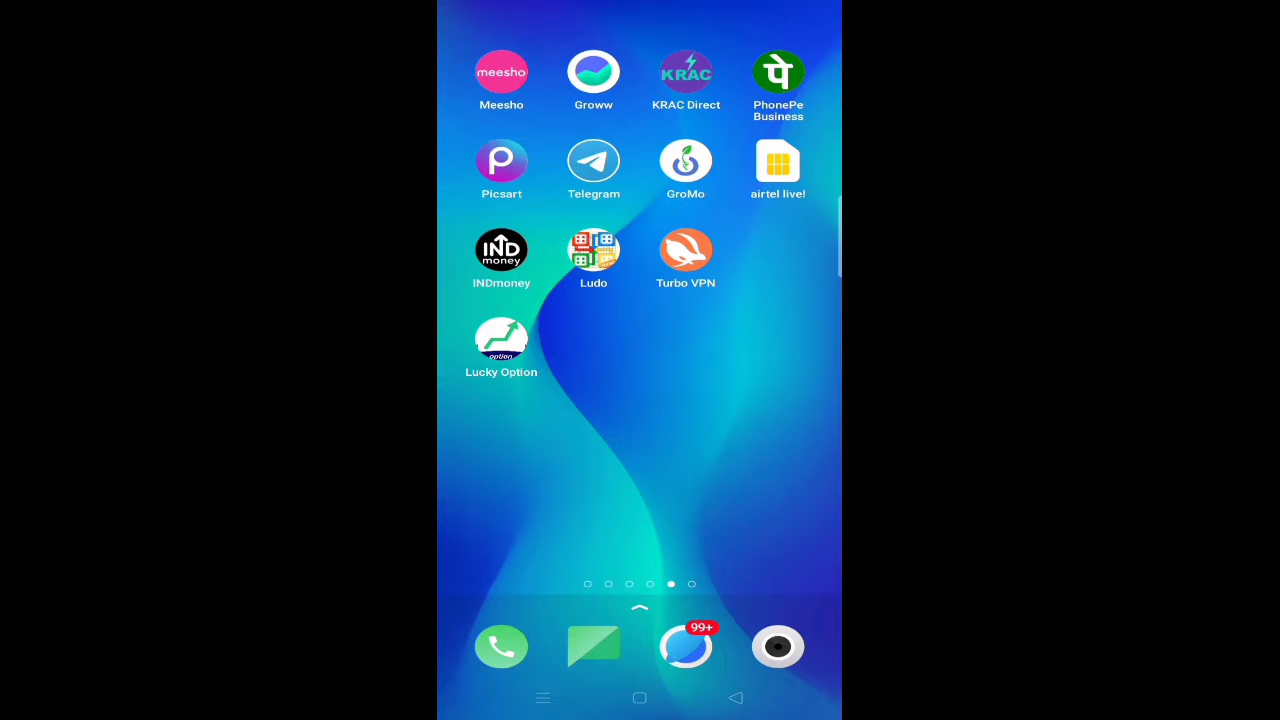 meesho
KRAC
पे
Meesho
Groww
KRAC Direct
PhonePe
Business
P
Picsart
Telegram
GroMo
airtel live!
IND
money
INDmoney
Ludo
Turbo VPN
option
Lucky Option
99+